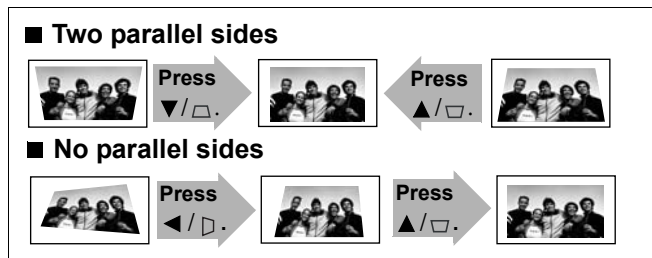 ■ Two parallel sides
Press Press
▼/⏢. ▲/▽.
■ No parallel sides
Press Press
◀/▷. ▲/▽.